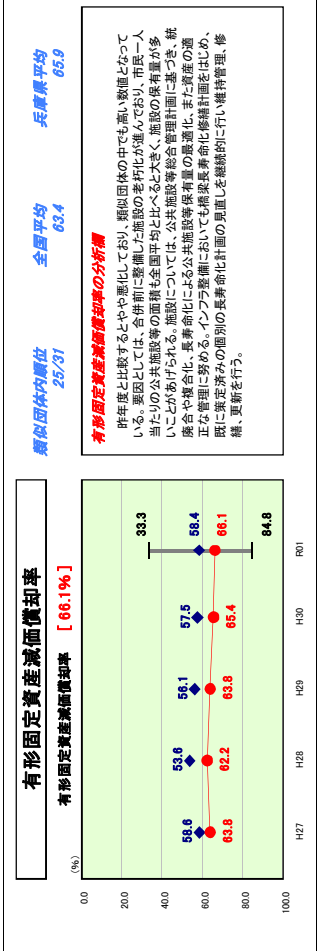 有形固定資産減価償却率
有形固定資産減価償却率 [ 66.1% ]
(%)
0.0
20.0
40.0
60.0
80.0
100.0
58.6
53.6
56.1
57.5
58.4
63.8
62.2
63.8
65.4
66.1
33.3
84.8
H27
H28
H29
H30
R01
類似団体内順位
25/31
全国平均
63.4
兵庫県平均
65.9
有形固定資産減価償却率の分析欄
昨年度と比較するとやや悪化しており、類似団体の中でも高い数値となって
いる。要因としては、合併前に整備した施設の老朽化が進んでおり、市民一人
当たりの公共施設等の面積も全国平均と比べると大きく、施設の保有量が多
いことがあげられる。施設については、公共施設等総合管理計画に基づき、統
廃合や複合化、長寿命化による公共施設等保有量の最適化、また資産の適
正な管理に努める。インフラ整備においても橋梁長寿命化修繕計画をはじめ、
既に策定済みの個別の長寿命化計画の見直しを継続的に行い維持管理、修
繕、更新を行う。